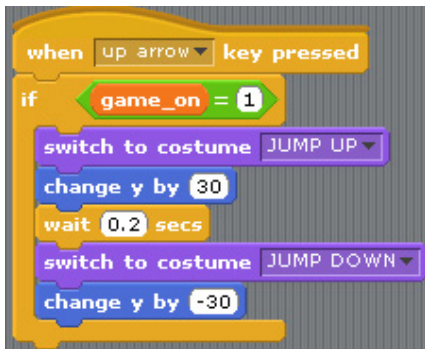 when up arrow key pressed
if game_on = 1
switch to costume JUMP UP
change y by 30
wait 0.2 secs
switch to costume JUMP DOWN
change y by -30